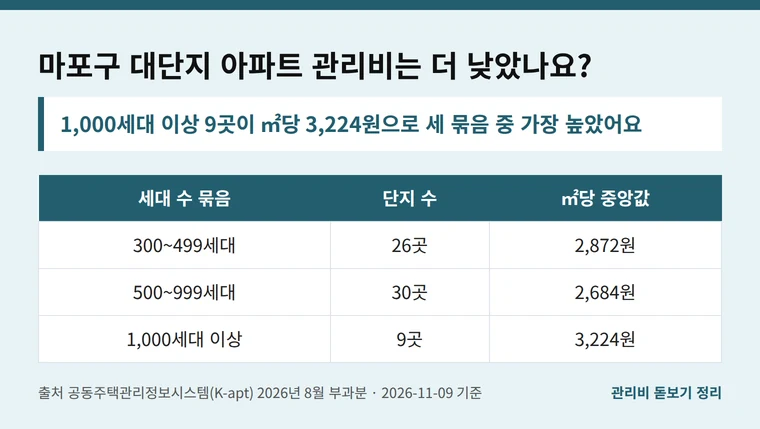 마포구 대단지 아파트 관리비는 더 낮았나요?
1,000세대 이상 9곳이 ㎡당 3,224원으로 세 묶음 중 가장 높았어요
세대 수 묶음 단지 수 ㎡당 중앙값
300~499세대 26곳 2,872원
500~999세대 30곳 2,684원
1,000세대 이상 9곳 3,224원
출처 공동주택관리정보시스템(K-apt) 2026년 8월 부과분 · 2026-11-09 기준 관리비 돋보기 정리